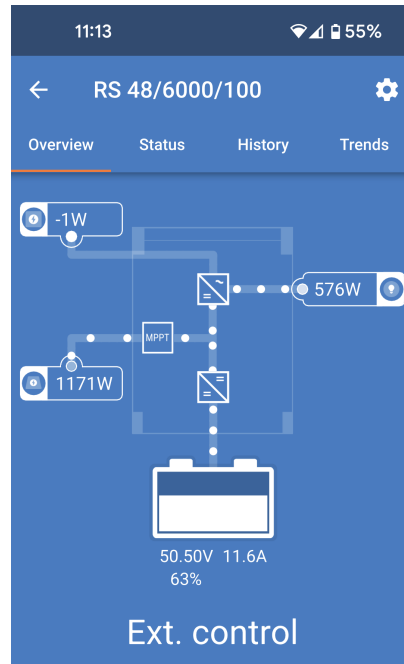 11:13 55%
RS 48/6000/100
Overview Status History Trends
-1W
576W
MPPT
1171W
50.50V 11.6A
63%
Ext. control